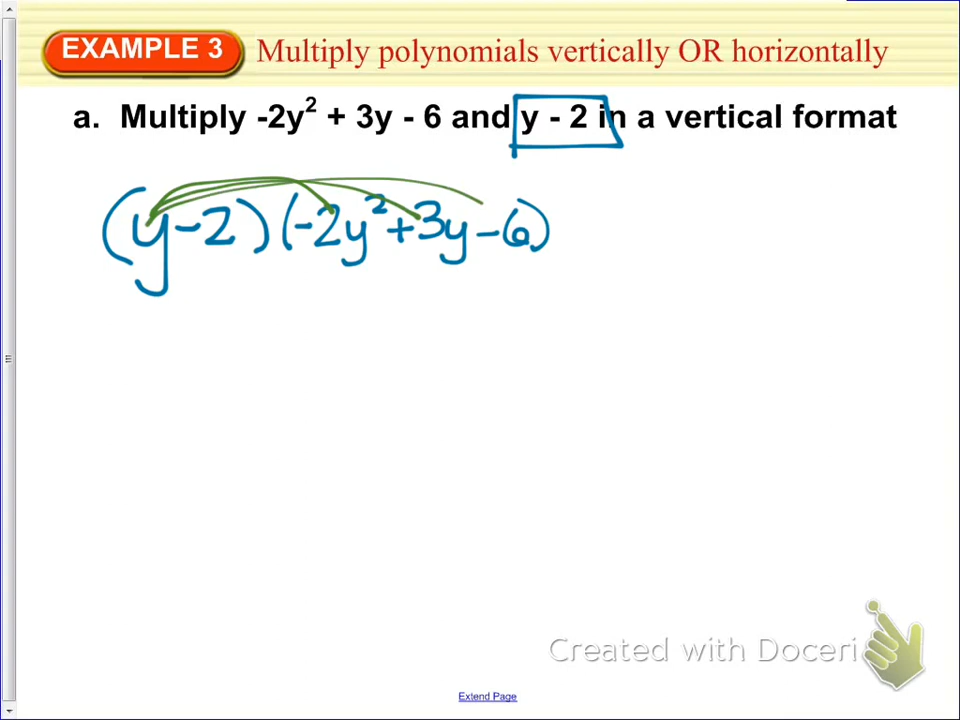 EXAMPLE 3 Multiply polynomials vertically OR horizontally
a. Multiply -2y² + 3y - 6 and y - 2 in a vertical format
(y-2)(-2y²+3y-6)
Created with Doceri
Extend Page